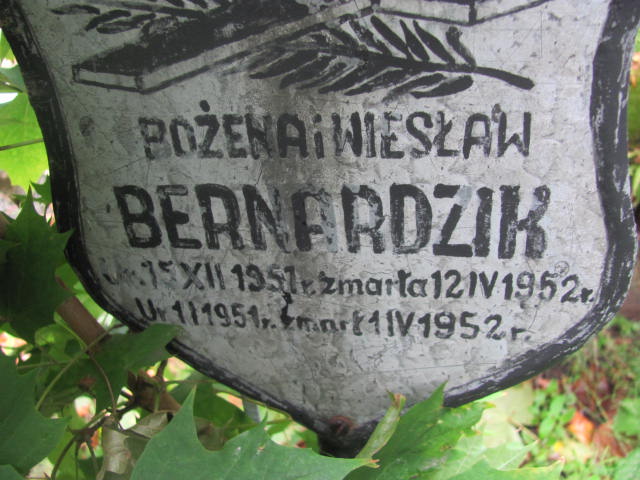 BOŻENA i WIESŁAW
BERNARDZIK
Ur. 15 XII 1951 r. zmarła 12 IV 1952 r.
Ur 1 I 1951 r. zmarł 1 IV 1952 r.